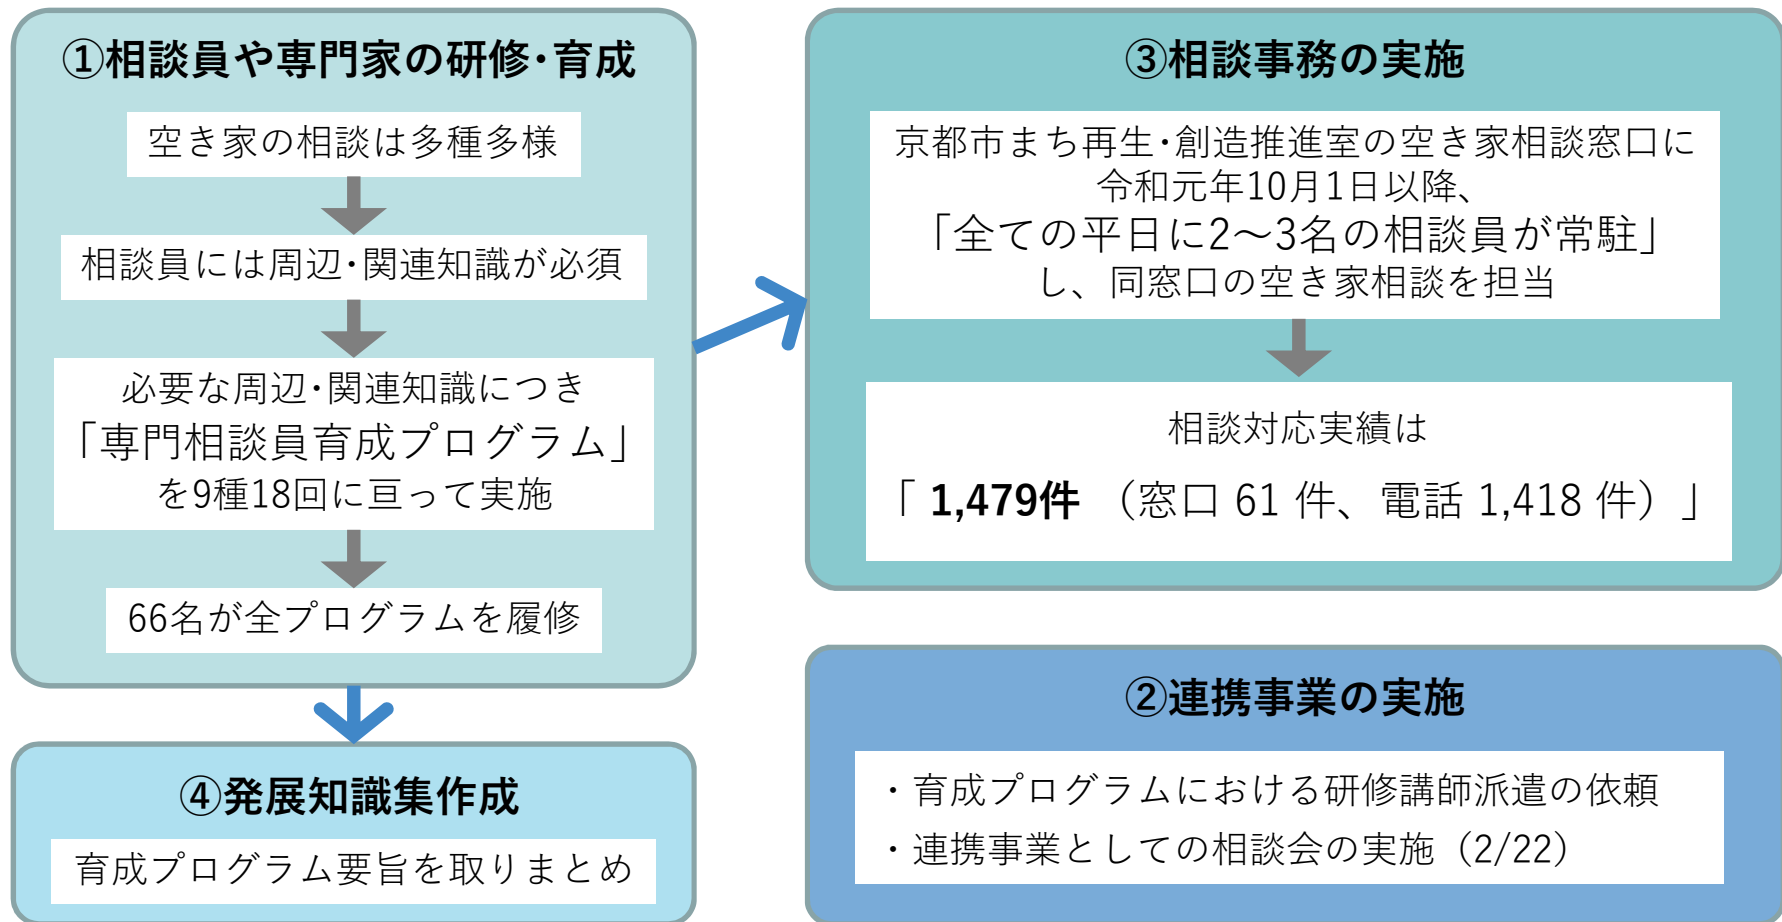 ①相談員や専門家の研修・育成
空き家の相談は多種多様
相談員には周辺・関連知識が必須
必要な周辺・関連知識につき
「専門相談員育成プログラム」
を9種18回に亘って実施
66名が全プログラムを履修
③相談事務の実施
京都市まち再生・創造推進室の空き家相談窓口に
令和元年10月1日以降、
「全ての平日に2～3名の相談員が常駐」
し、同窓口の空き家相談を担当
相談対応実績は
「 1,479件 （窓口 61 件、電話 1,418 件）」
④発展知識集作成
育成プログラム要旨を取りまとめ
②連携事業の実施
・育成プログラムにおける研修講師派遣の依頼
・連携事業としての相談会の実施（2/22）